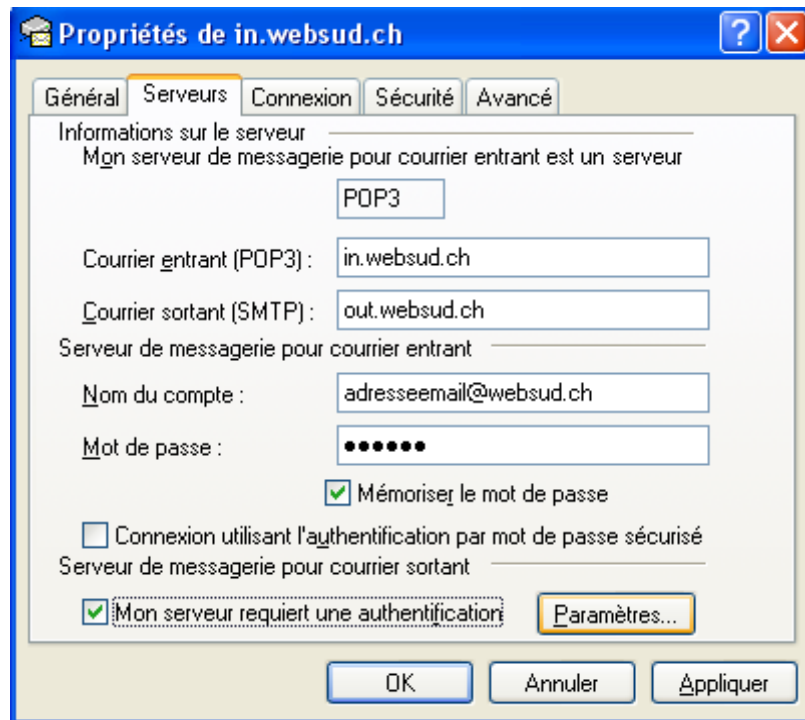 Propriétés de in.websud.ch
Général Serveurs Connexion Sécurité Avancé
Informations sur le serveur
Mon serveur de messagerie pour courrier entrant est un serveur
POP3
Courrier entrant (POP3) : in.websud.ch
Courrier sortant (SMTP) : out.websud.ch
Serveur de messagerie pour courrier entrant
Nom du compte : adresseemail@websud.ch
Mot de passe : ●●●●●●
Mémoriser le mot de passe
Connexion utilisant l'authentification par mot de passe sécurisé
Serveur de messagerie pour courrier sortant
Mon serveur requiert une authentification Paramètres...
OK Annuler Appliquer